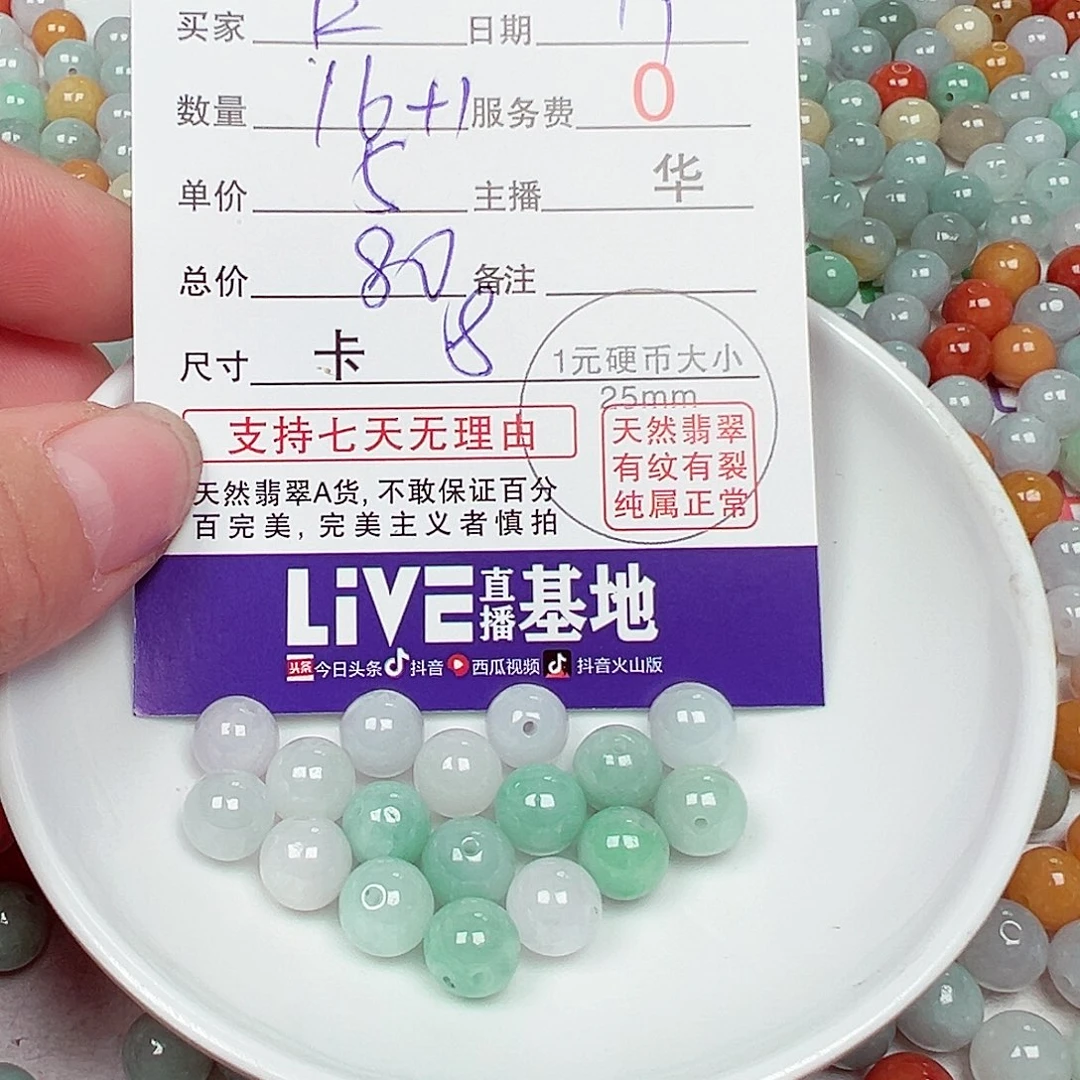 买家 日期
数量 16+1 服务费 0
单价 5 主播 华
总价 80 备注
尺寸 卡 8 1元硬币大小
25mm
支持七天无理由
天然翡翠
有纹有裂
纯属正常
天然翡翠A货,不敢保证百分
百完美,完美主义者慎拍
LiVE直播基地
头条 今日头条 抖音 西瓜视频 抖音火山版